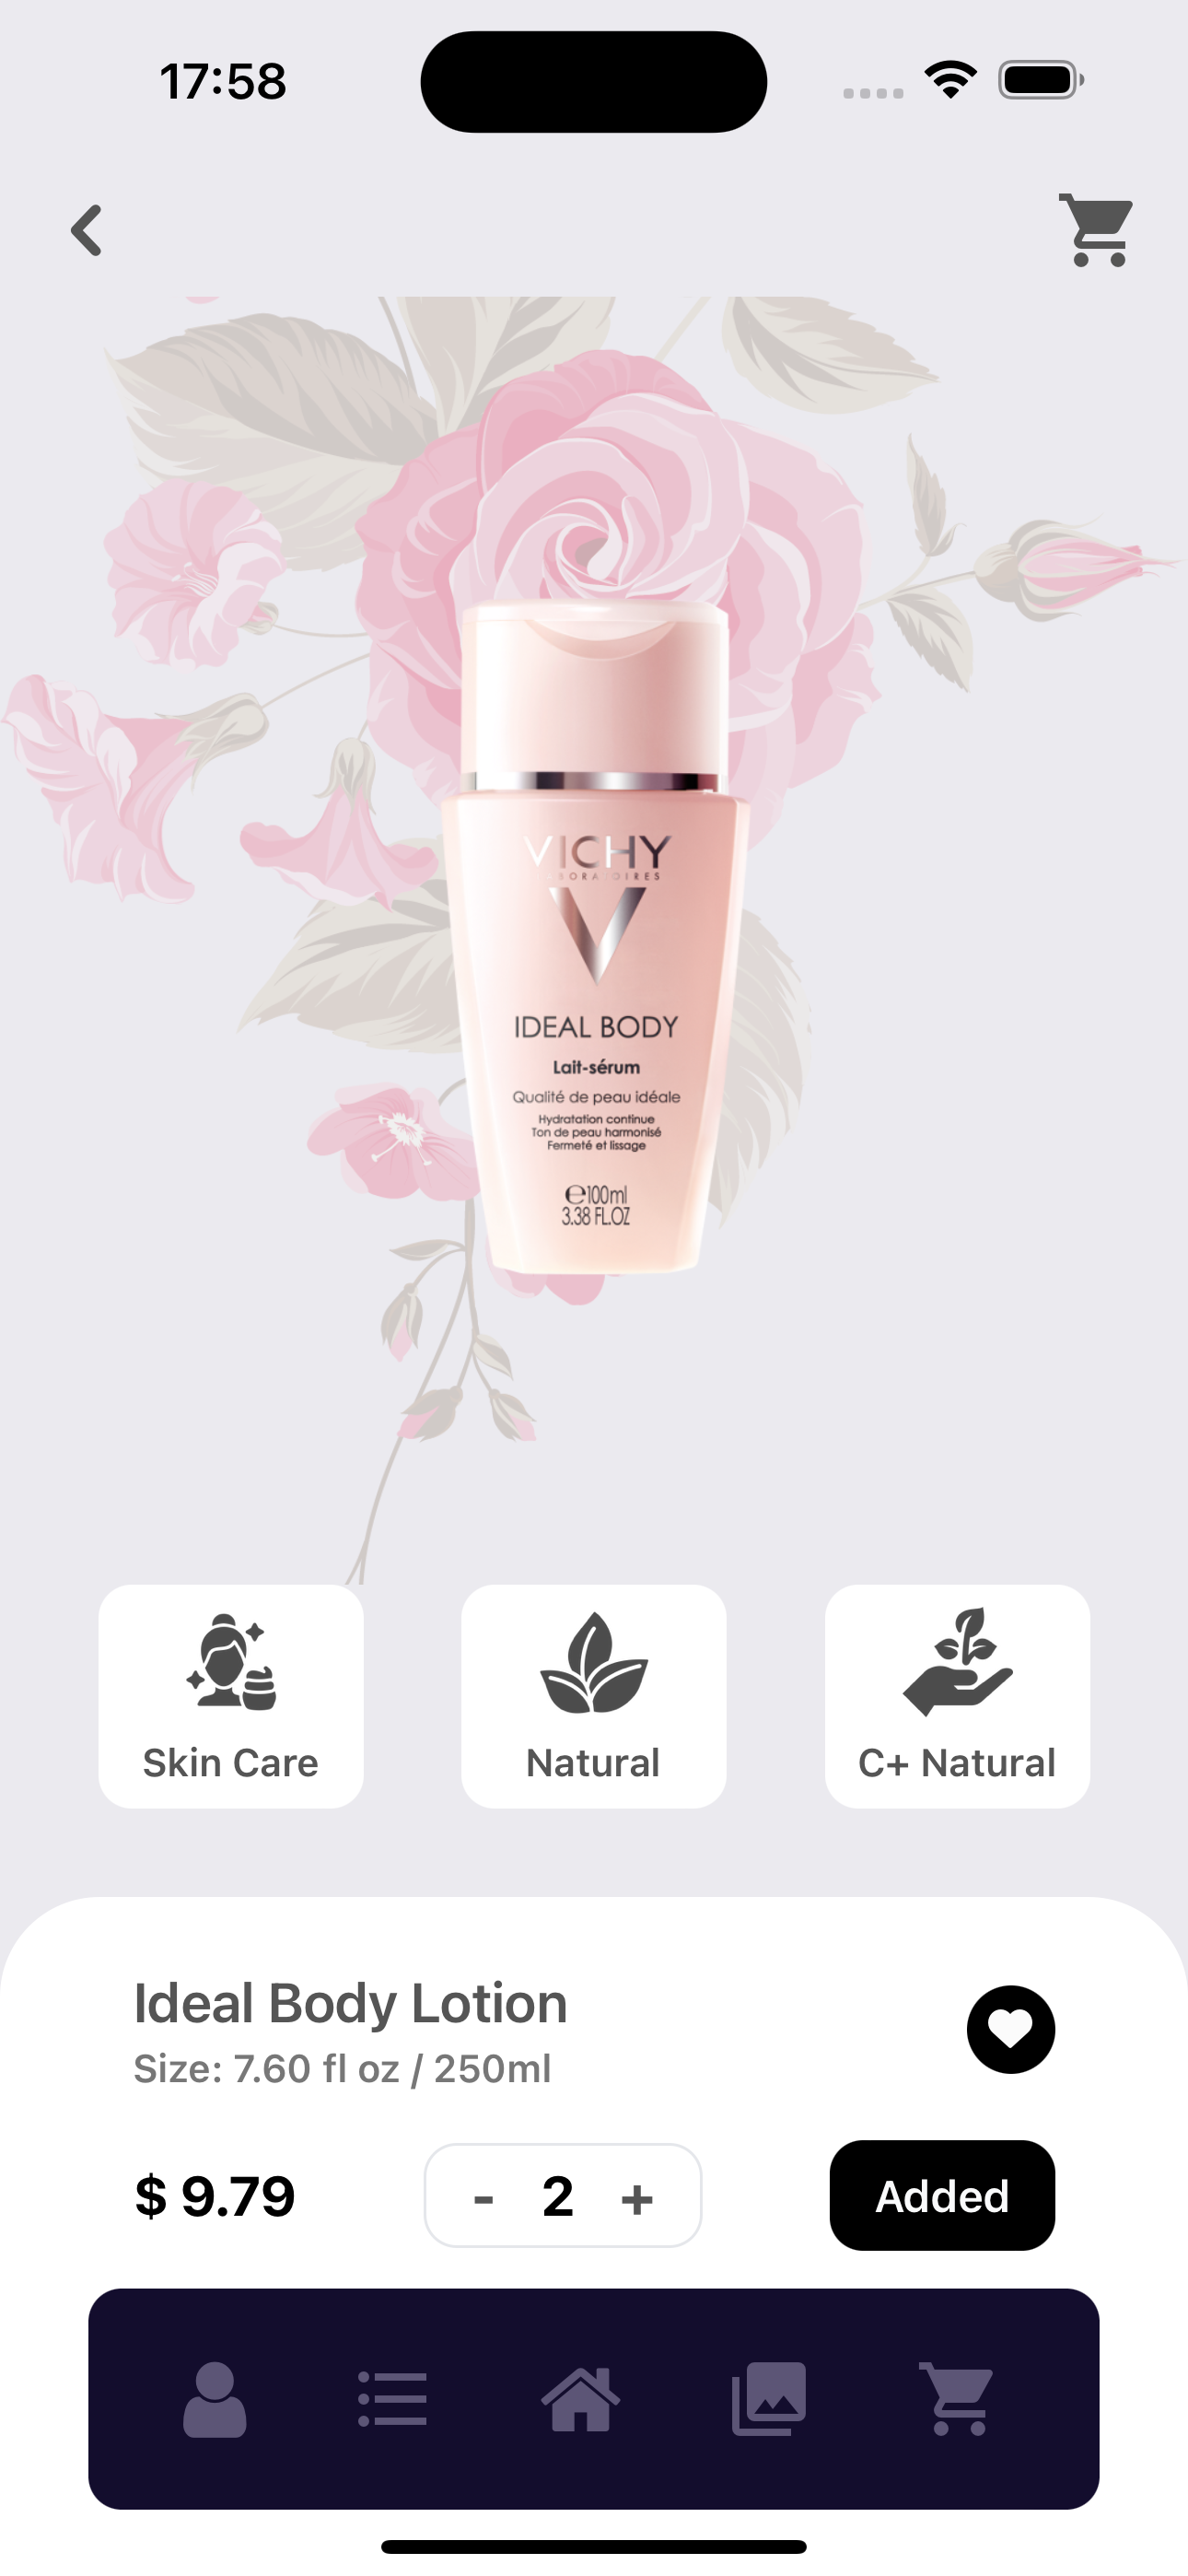 17:58
VICHY
LABORATOIRES
IDEAL BODY
Lait-sérum
Qualité de peau idéale
Hydratation continue
Ton de peau harmonisé
Fermeté et lissage
℮100ml
3.38 FL.OZ
Skin Care
Natural
C+ Natural
Ideal Body Lotion
Size: 7.60 fl oz / 250ml
$ 9.79
- 2 +
Added